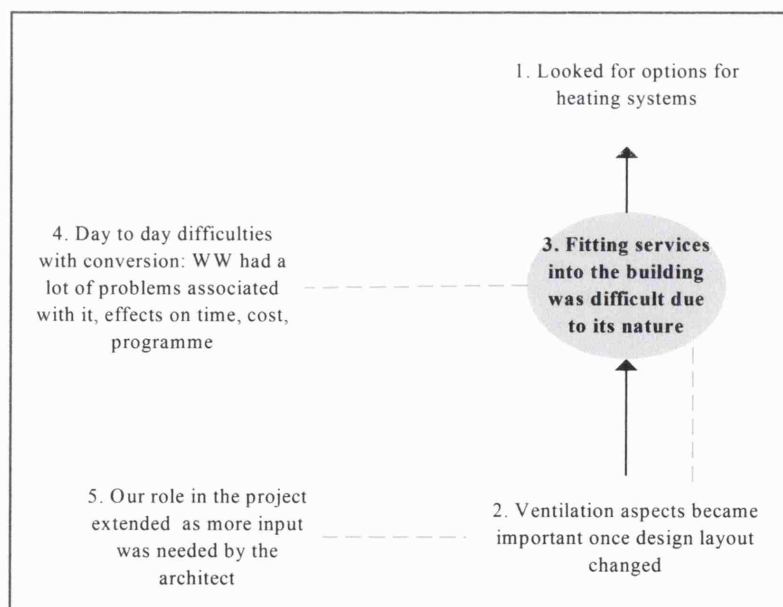 1. Looked for options for
heating systems
4. Day to day difficulties
with conversion: WW had a
lot of problems associated
with it, effects on time, cost,
programme
3. Fitting services
into the building
was difficult due
to its nature
5. Our role in the project
extended as more input
was needed by the
architect
2. Ventilation aspects became
important once design layout
changed